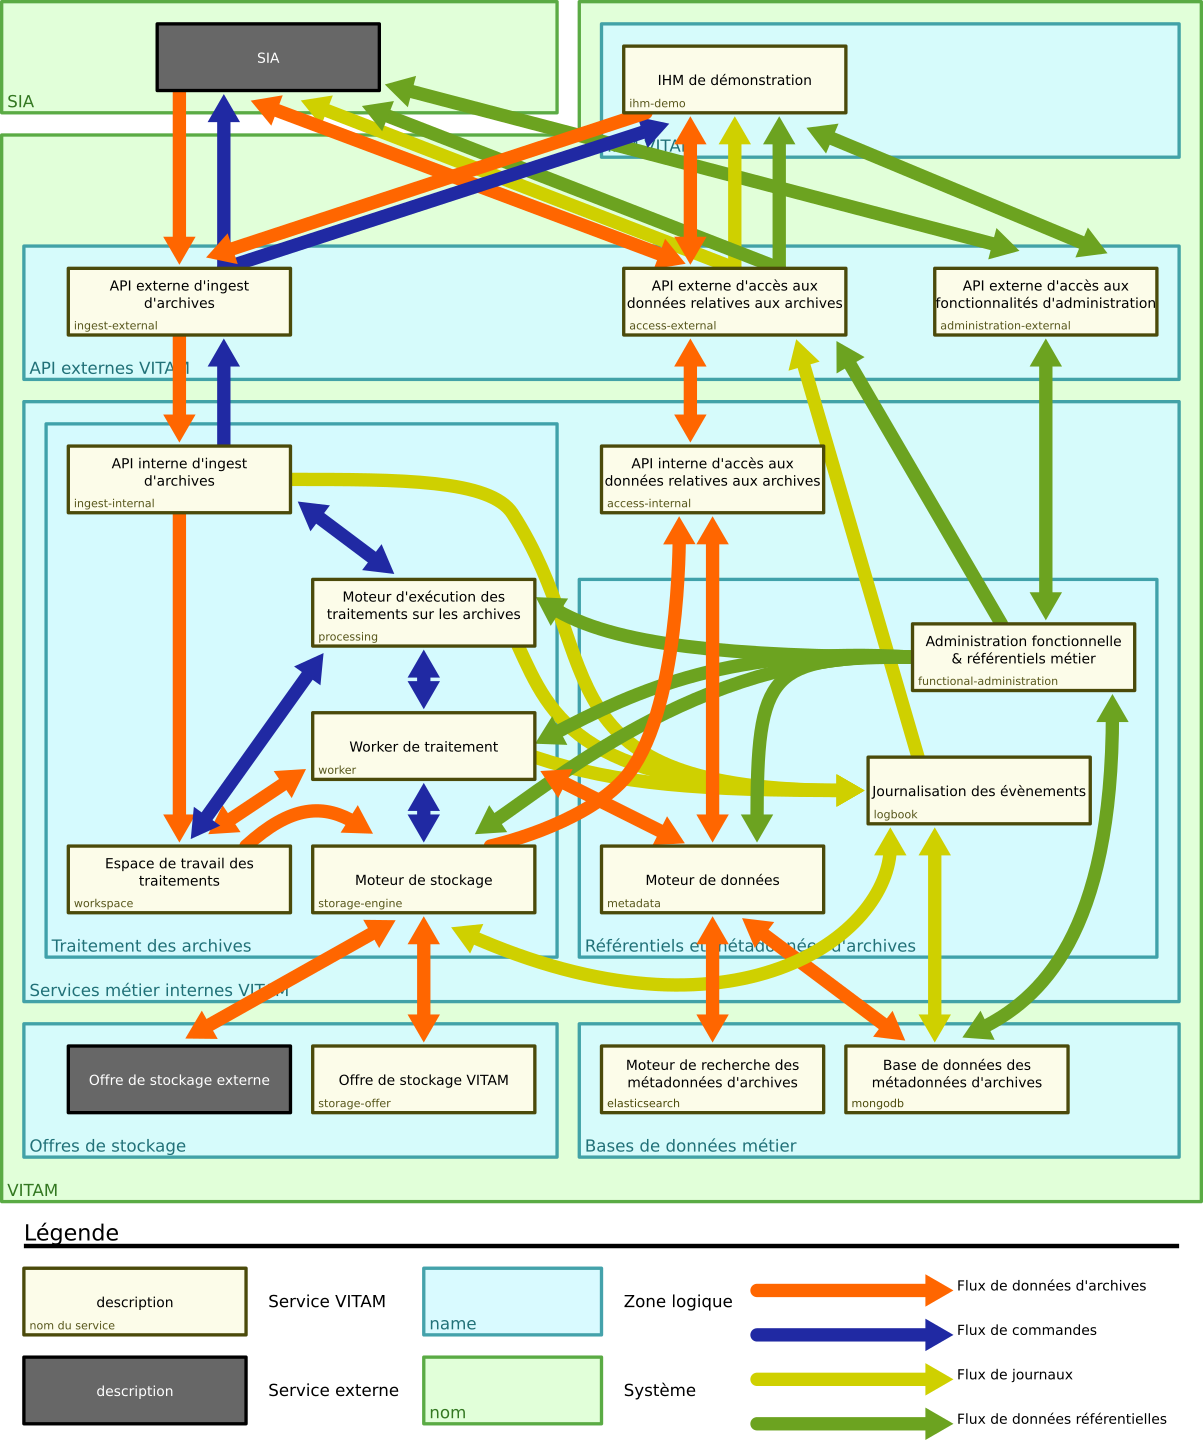 SIA
SIA
IHM de démonstration
ihm-demo
VITAM
API externe d'ingest
d'archives
ingest-external
API externe d'accès aux
données relatives aux archives
access-external
API externe d'accès aux
fonctionnalités d'administration
administration-external
API externes VITAM
API interne d'ingest
d'archives
ingest-internal
API interne d'accès aux
données relatives aux archives
access-internal
Moteur d'exécution des
traitements sur les archives
processing
Administration fonctionnelle
& référentiels métier
functional-administration
Worker de traitement
worker
Journalisation des évènements
logbook
Espace de travail des
traitements
workspace
Moteur de stockage
storage-engine
Moteur de données
metadata
Traitement des archives
Référentiels et métadonnées d'archives
Services métier internes VITAM
Offre de stockage externe
Offre de stockage VITAM
storage-offer
Moteur de recherche des
métadonnées d'archives
elasticsearch
Base de données des
métadonnées d'archives
mongodb
Offres de stockage
Bases de données métier
VITAM
Légende
description
nom du service
Service VITAM
name
Zone logique
Flux de données d'archives
Flux de commandes
description
Service externe
nom
Système
Flux de journaux
Flux de données référentielles